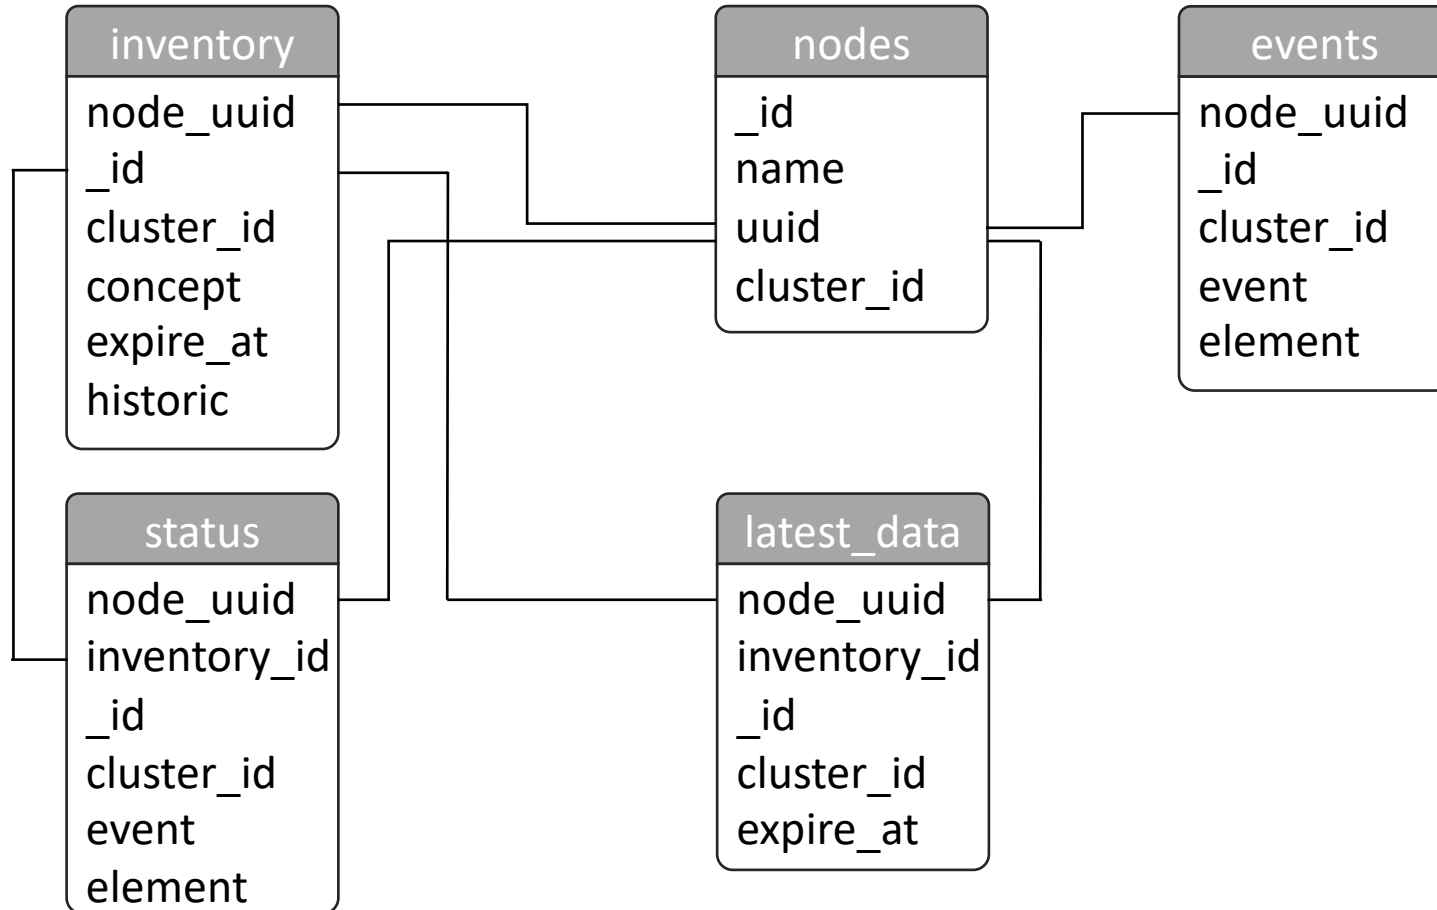 inventory
node_uuid
_id
cluster_id
concept
expire_at
historic
nodes
_id
name
uuid
cluster_id
events
node_uuid
_id
cluster_id
event
element
status
node_uuid
inventory_id
_id
cluster_id
event
element
latest_data
node_uuid
inventory_id
_id
cluster_id
expire_at